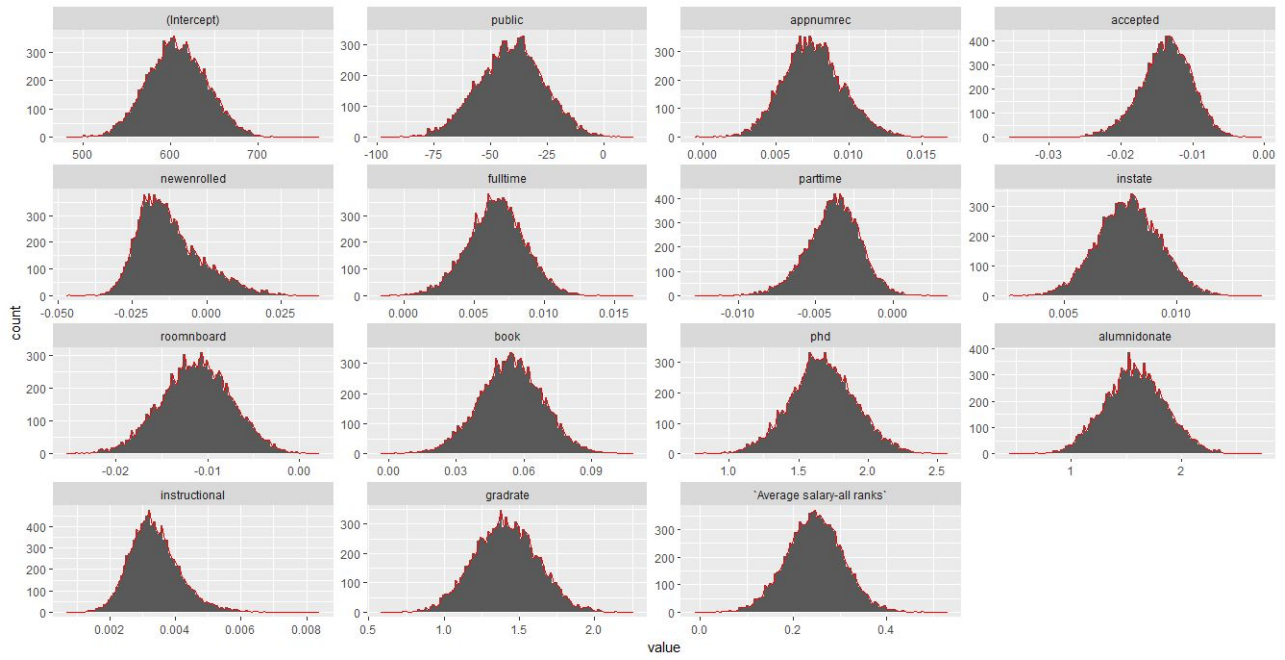 (Intercept) public appnumrec accepted
300 300 300 400
200 200 200 300
100 100 100 200
0 0 0 100
0
500 600 700 -100 -75 -50 -25 0 0.000 0.005 0.010 0.015 -0.03 -0.02 -0.01 0.00
newenrolled fulltime parttime instate
300 300 400 300
200 200 300 200
100 100 200 100
0 0 100 0
0
-0.050 -0.025 0.000 0.025 0.000 0.005 0.010 0.015 -0.010 -0.005 0.000 0.005 0.010
count
roomnboard book phd alumnidonate
300 300 300 400
200 200 200 300
100 100 100 200
0 0 0 100
0
-0.02 -0.01 0.00 0.00 0.03 0.06 0.09 1.0 1.5 2.0 2.5 1 2
instructional gradrate `Average salary-all ranks`
400 300 300
300 200 200
200 100 100
100 0 0
0
0.002 0.004 0.006 0.008 0.5 1.0 1.5 2.0 0.0 0.2 0.4
value